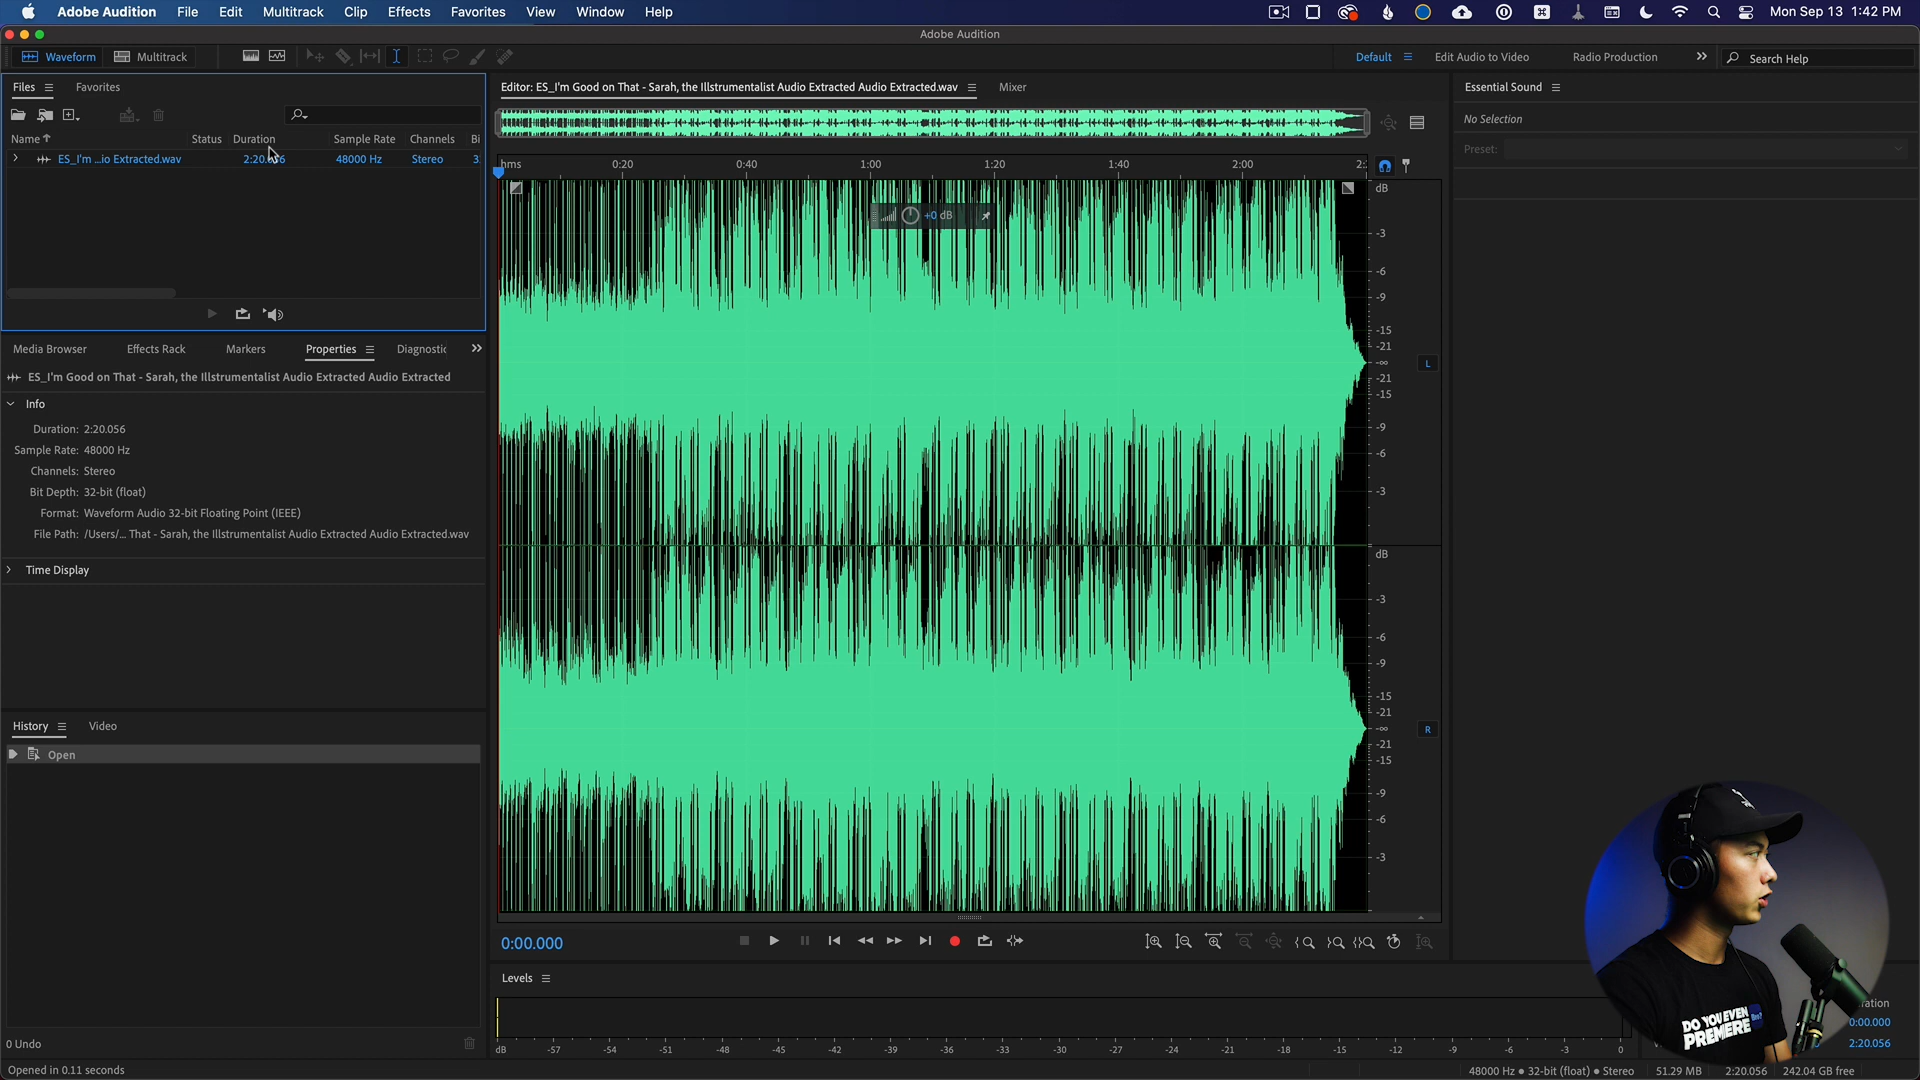 Adobe Audition File Edit Multitrack Clip Effects Favorites View Window Help Mon Sep 13 1:42 PM
Adobe Audition
Waveform Multitrack Default Edit Audio to Video Radio Production Search Help
Files Favorites
Name Status Duration Sample Rate Channels Bi
ES_I'm ...io Extracted.wav 48000 Hz Stereo 3
Media Browser Effects Rack Markers Properties Diagnostic
ES_I'm Good on That - Sarah, the Illstrumentalist Audio Extracted Audio Extracted
Info
Duration: 2:20.056
Sample Rate: 48000 Hz
Channels: Stereo
Bit Depth: 32-bit (float)
Format: Waveform Audio 32-bit Floating Point (IEEE)
File Path: /Users/... That - Sarah, the Illstrumentalist Audio Extracted Audio Extracted.wav
Time Display
History Video
Open
0 Undo
Opened in 0.11 seconds
Editor: ES_I'm Good on That - Sarah, the Illstrumentalist Audio Extracted Audio Extracted.wav Mixer
hms 0:20 0:40 1:00 1:20 1:40 2:00 2:
+0 dB
dB
-3
-6
-9
-15
-21
-∞
-21
-15
-9
-6
-3
L
dB
-3
-6
-9
-15
-21
-∞
-21
-15
-9
-6
-3
R
0:00.000
Levels
dB -57 -54 -51 -48 -45 -42 -39 -36 -33 -30 -27 -24 -21 -18 -15 -12 -9 -6 -3 0
Essential Sound
No Selection
Preset:
DO YOU EVEN
PREMIERE
Bro?
ration
0:00.000
2:20.056
48000 Hz • 32-bit (float) • Stereo 51.29 MB 2:20.056 242.04 GB free